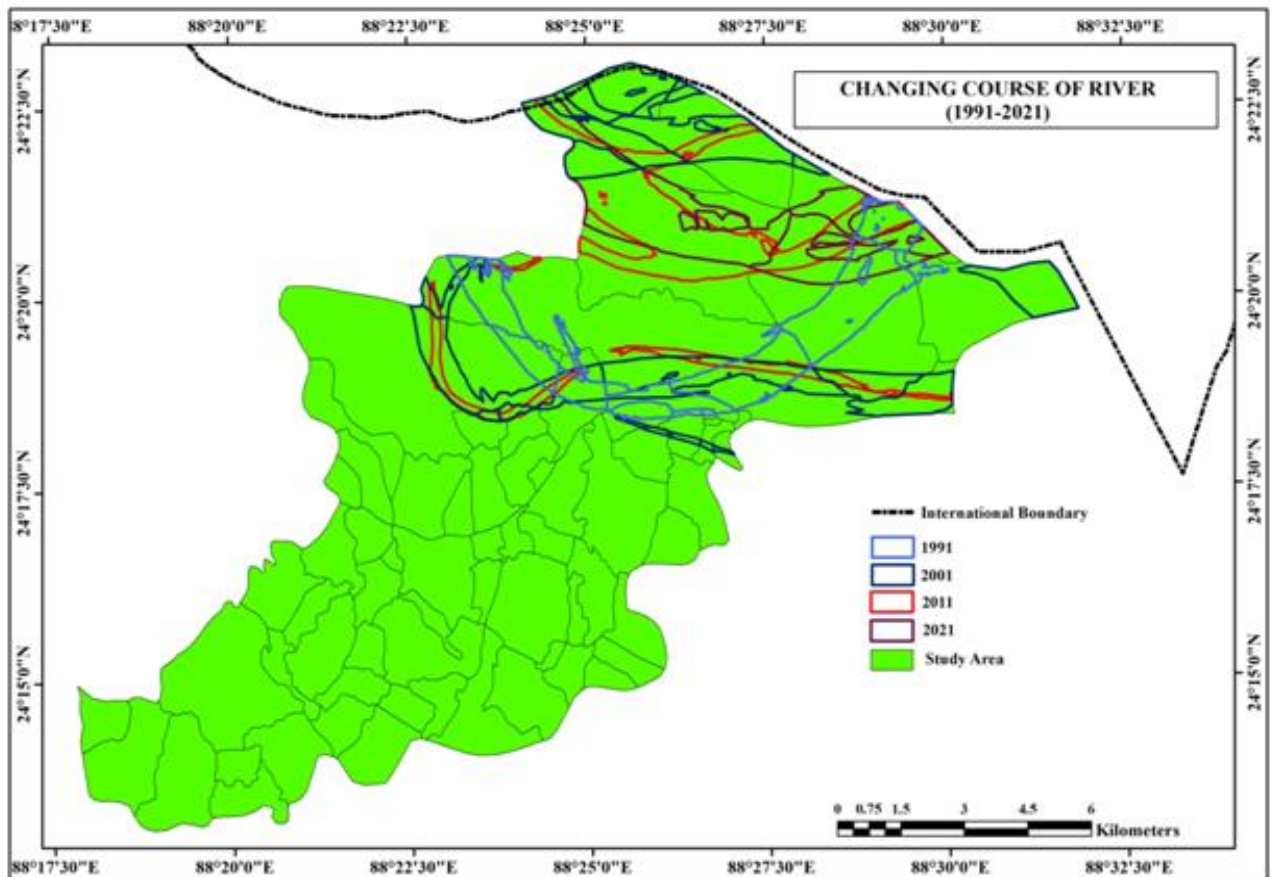 88°17'30"E 88°20'0"E 88°22'30"E 88°25'0"E 88°27'30"E 88°30'0"E 88°32'30"E
CHANGING COURSE OF RIVER
(1991-2021)
24°22'30"N 24°22'30"N
24°20'0"N 24°20'0"N
24°17'30"N 24°17'30"N
International Boundary
1991
2001
2011
2021
Study Area
24°15'0"N 24°15'0"N
0 0.75 1.5 3 4.5 6
Kilometers
88°17'30"E 88°20'0"E 88°22'30"E 88°25'0"E 88°27'30"E 88°30'0"E 88°32'30"E